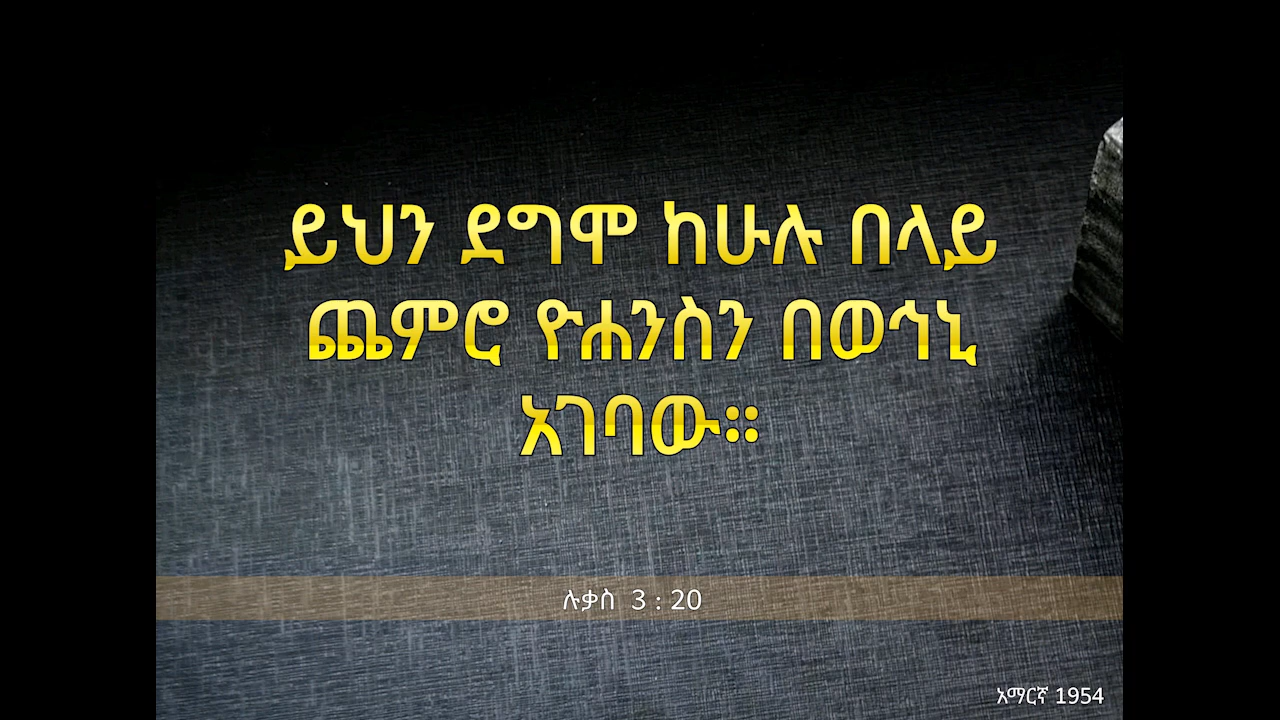 ይህን ደግሞ ከሁሉ በላይ
ጨምሮ ዮሐንስን በወኅኒ
አገባው።
ሉቃስ 3 : 20
አማርኛ 1954